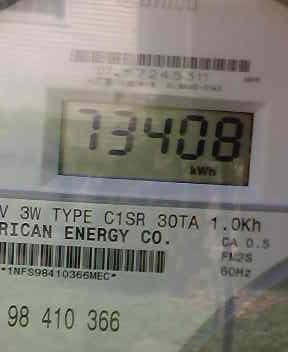 73408
kWh
V 3W TYPE C1SR 30TA 1.0Kh
RICAN ENERGY CO.
CA 0.5
FM2S
60Hz
*1NFS98410366MEC*
98 410 366